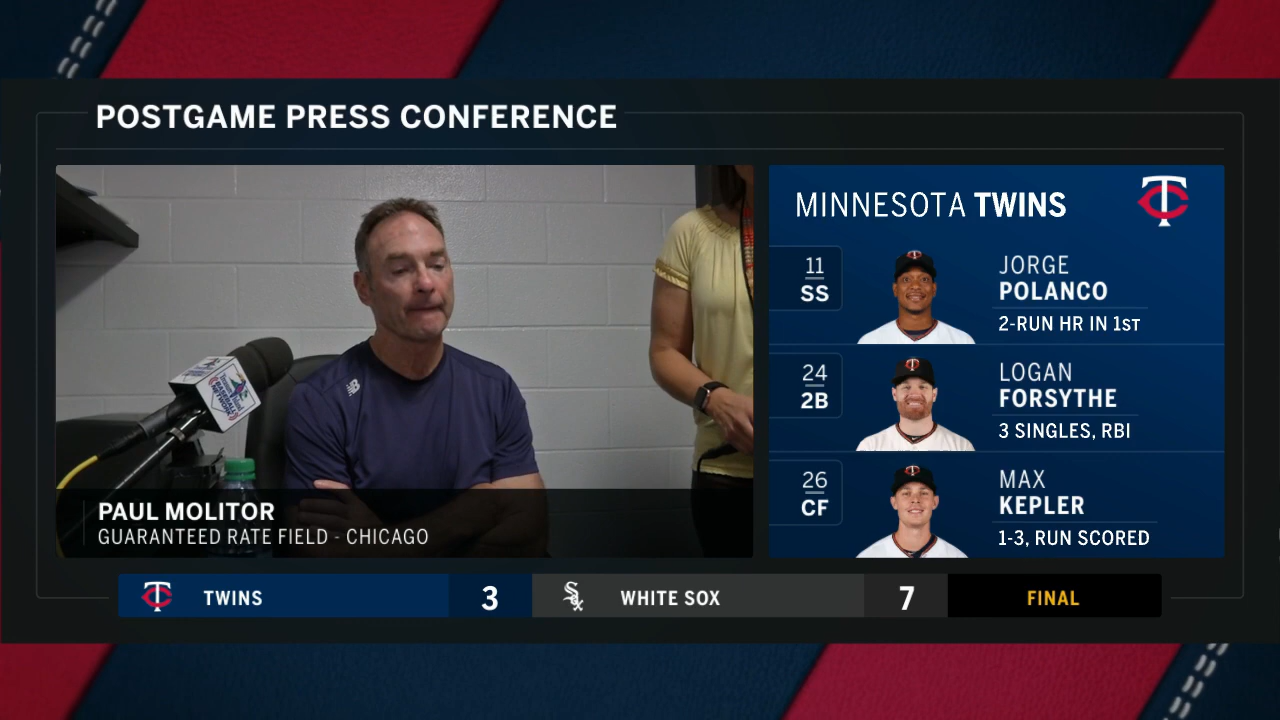 POSTGAME PRESS CONFERENCE
MINNESOTA TWINS
11
SS
JORGE
POLANCO
2-RUN HR IN 1ST
24
2B
LOGAN
FORSYTHE
3 SINGLES, RBI
26
CF
MAX
KEPLER
1-3, RUN SCORED
PAUL MOLITOR
GUARANTEED RATE FIELD - CHICAGO
TWINS 3 WHITE SOX 7 FINAL